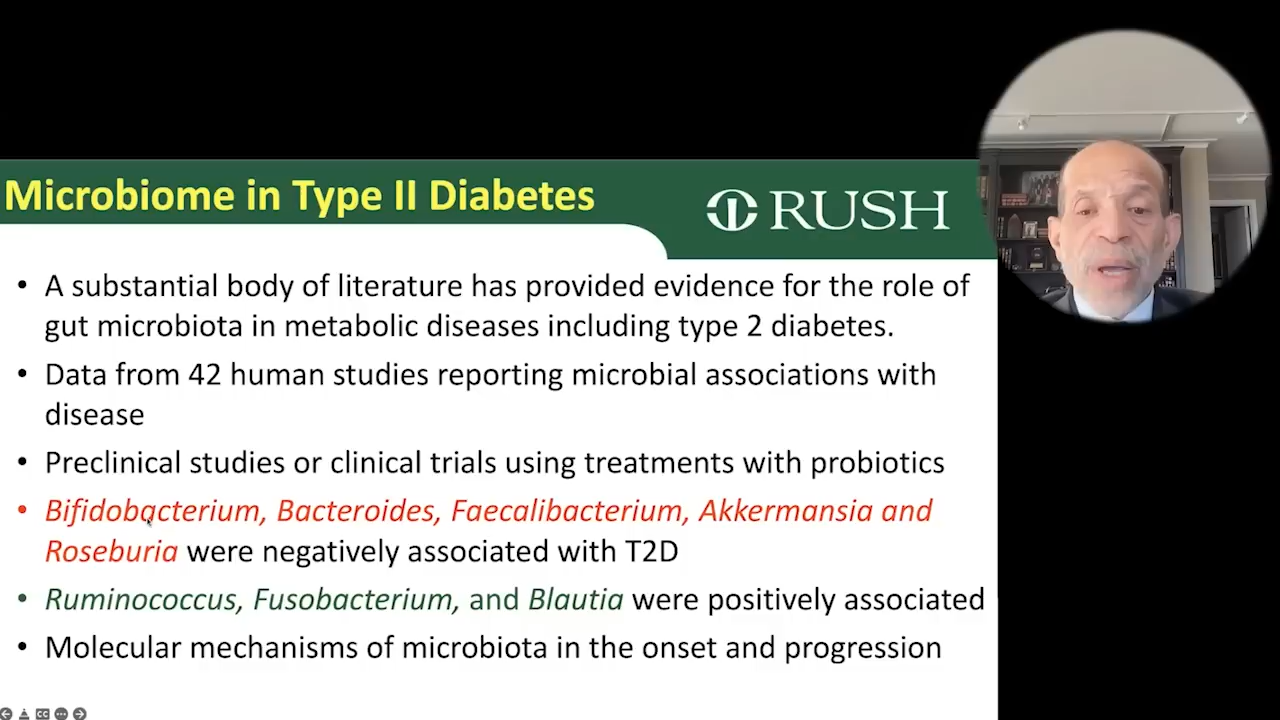 Microbiome in Type II Diabetes
RUSH
• A substantial body of literature has provided evidence for the role of
gut microbiota in metabolic diseases including type 2 diabetes.
• Data from 42 human studies reporting microbial associations with
disease
• Preclinical studies or clinical trials using treatments with probiotics
• Bifidobacterium, Bacteroides, Faecalibacterium, Akkermansia and
Roseburia were negatively associated with T2D
• Ruminococcus, Fusobacterium, and Blautia were positively associated
• Molecular mechanisms of microbiota in the onset and progression
CC